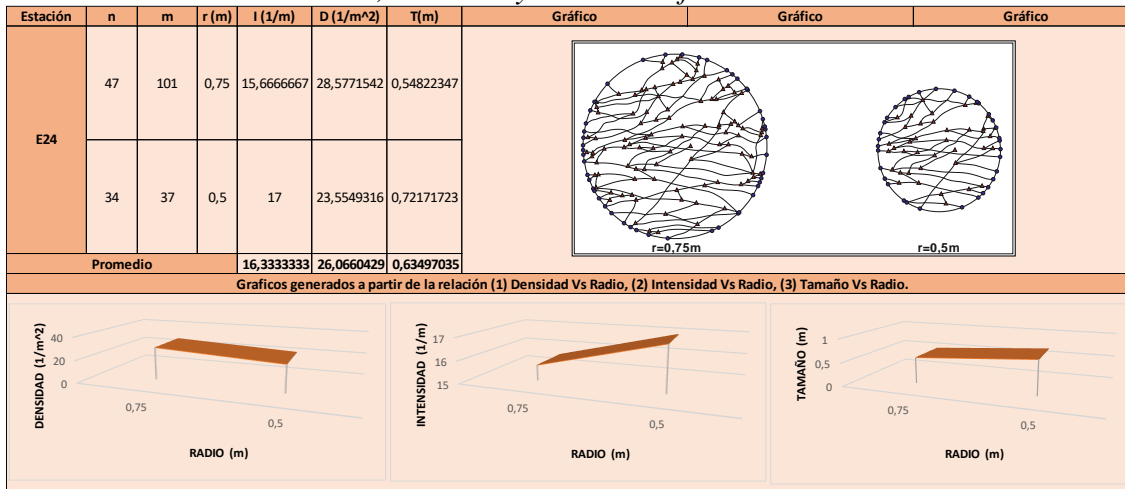 Estación n m r (m) I (1/m) D (1/m^2) T(m) Gráfico Gráfico Gráfico
E24
47 101 0,75 15,6666667 28,5771542 0,54822347
34 37 0,5 17 23,5549316 0,72171723
r=0,75m r=0,5m
Promedio 16,3333333 26,0660429 0,63497035
Graficos generados a partir de la relación (1) Densidad Vs Radio, (2) Intensidad Vs Radio, (3) Tamaño Vs Radio.
DENSIDAD (1/m^2)
40
20
0
0,75
0,5
RADIO (m)
INTENSIDAD (1/m)
17
16
15
0,75
0,5
RADIO (m)
TAMAÑO (m)
1
0,5
0
0,75
0,5
RADIO (m)